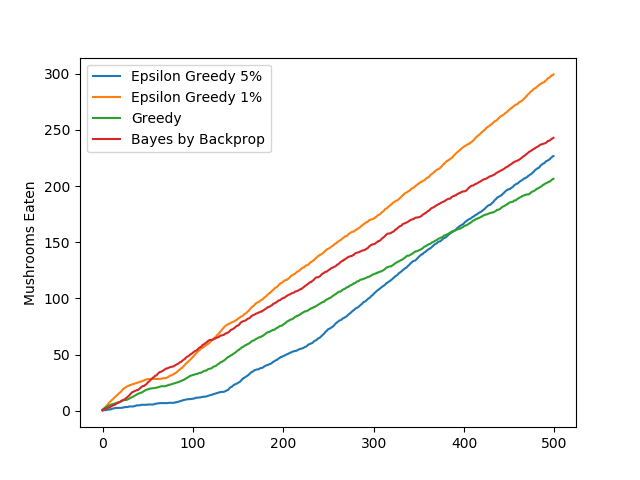 Epsilon Greedy 5%
Epsilon Greedy 1%
Greedy
Bayes by Backprop
Mushrooms Eaten
300
250
200
150
100
50
0
0 100 200 300 400 500